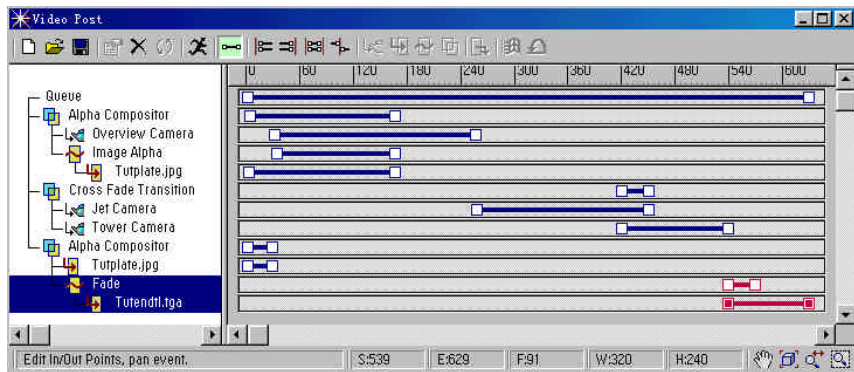 Video Post
0 60 120 180 240 300 360 420 480 540 600
Queue
Alpha Compositor
Overview Camera
Image Alpha
Tutplate.jpg
Cross Fade Transition
Jet Camera
Tower Camera
Alpha Compositor
Tutplate.jpg
Fade
Tutendtl.tga
Edit In/Out Points, pan event. S:539 E:629 F:91 W:320 H:240